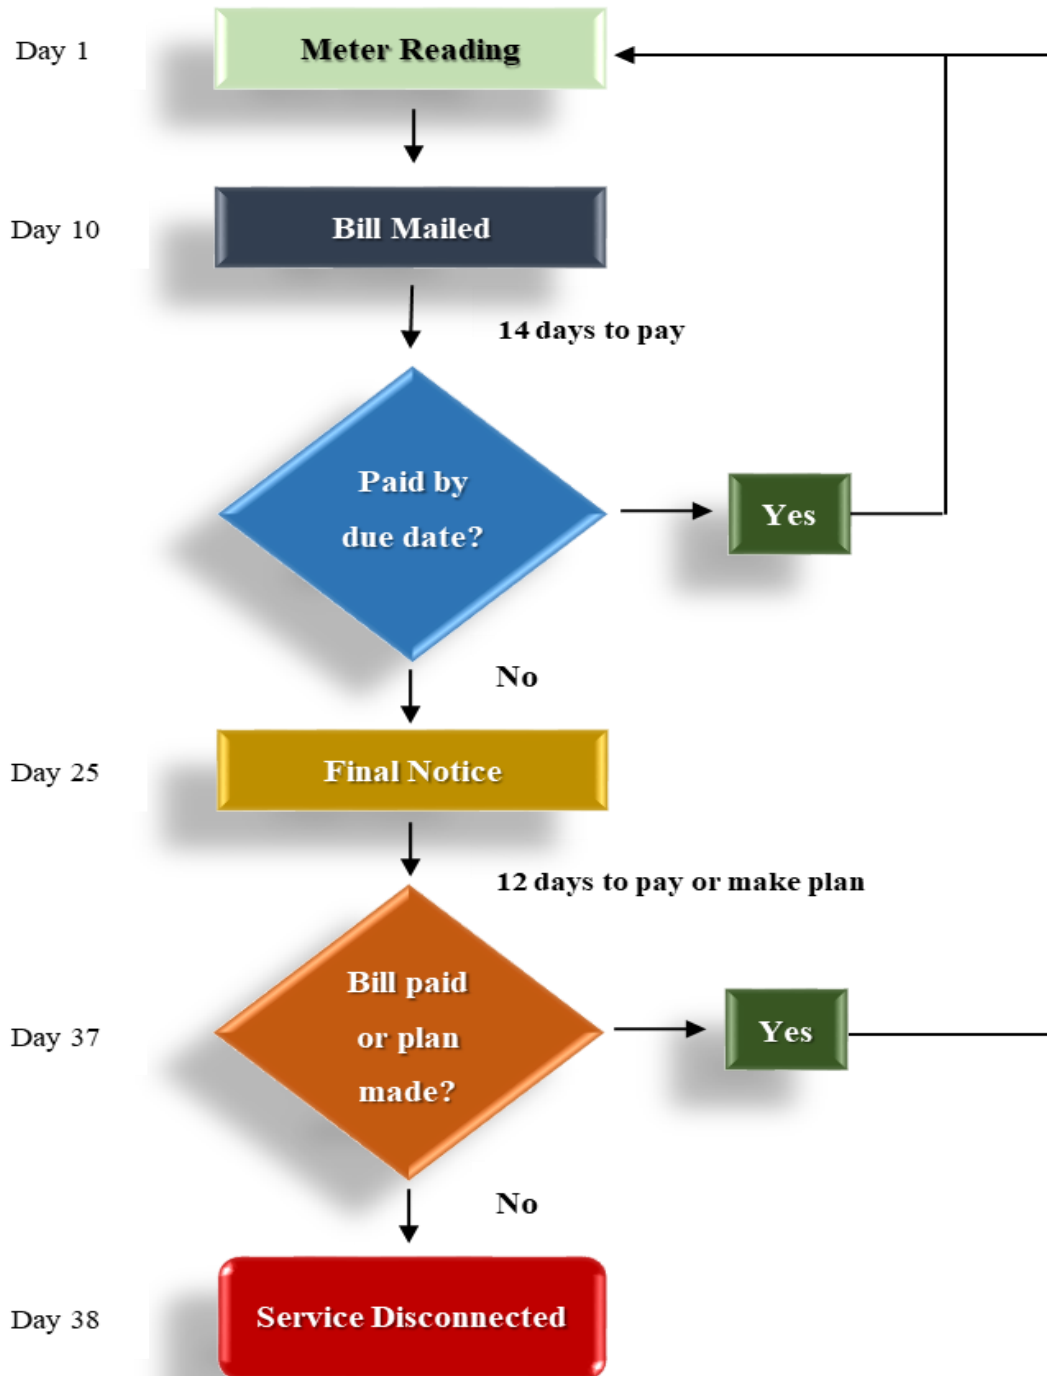 Day 1
Meter Reading
Day 10
Bill Mailed
14 days to pay
Paid by
due date?
Yes
No
Day 25
Final Notice
12 days to pay or make plan
Day 37
Bill paid
or plan
made?
Yes
No
Day 38
Service Disconnected